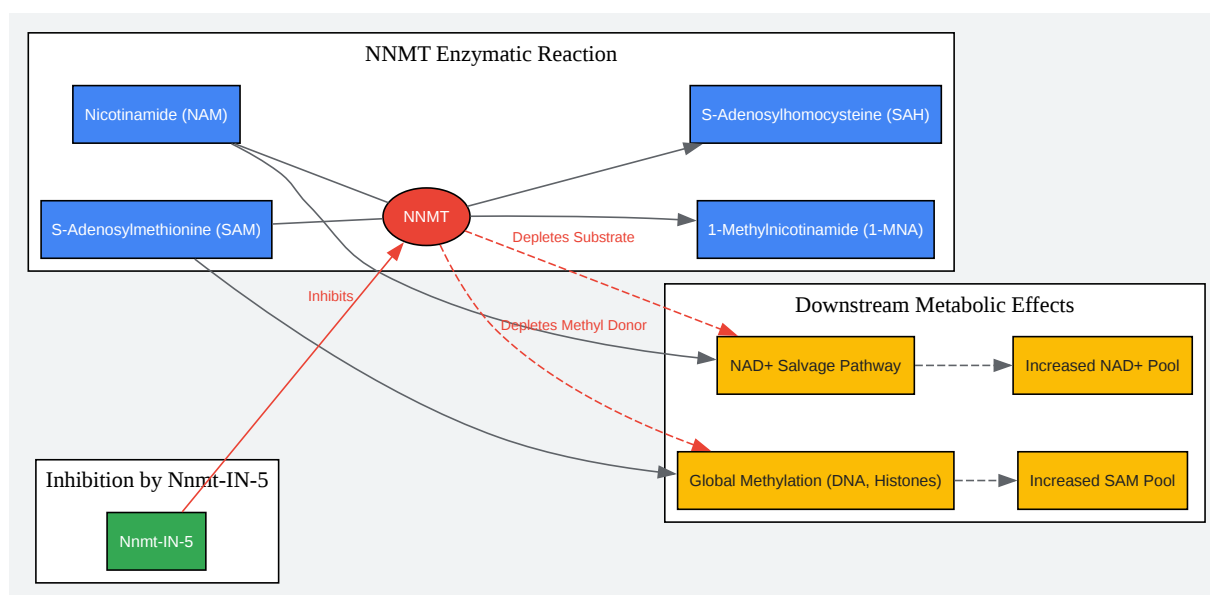 NNMT Enzymatic Reaction
Nicotinamide (NAM)
S-Adenosylhomocysteine (SAH)
S-Adenosylmethionine (SAM)
NNMT
1-Methylnicotinamide (1-MNA)
Depletes Substrate
Inhibits
Depletes Methyl Donor
Downstream Metabolic Effects
NAD+ Salvage Pathway
Increased NAD+ Pool
Global Methylation (DNA, Histones)
Increased SAM Pool
Inhibition by Nnmt-IN-5
Nnmt-IN-5